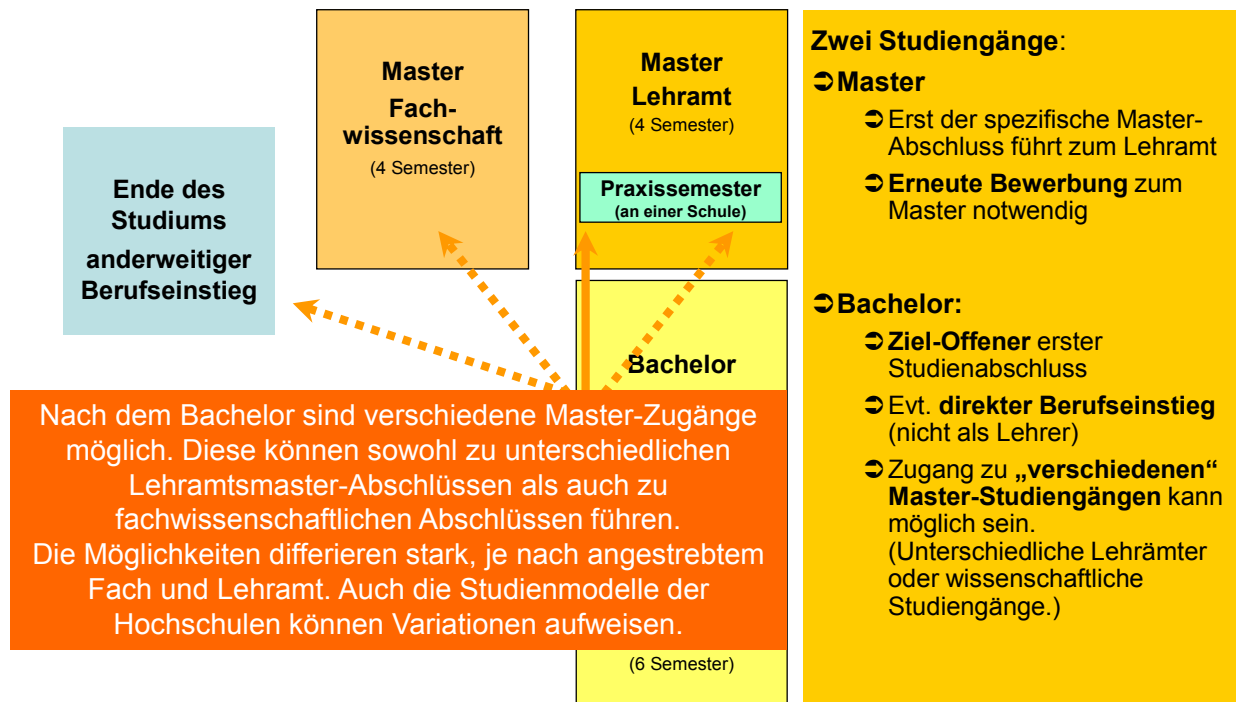 Ende des
Studiums
anderweitiger
Berufseinstieg
Master
Fach-
wissenschaft
(4 Semester)
Master
Lehramt
(4 Semester)
Praxissemester
(an einer Schule)
Bachelor
Nach dem Bachelor sind verschiedene Master-Zugänge
möglich. Diese können sowohl zu unterschiedlichen
Lehramtsmaster-Abschlüssen als auch zu
fachwissenschaftlichen Abschlüssen führen.
Die Möglichkeiten differieren stark, je nach angestrebtem
Fach und Lehramt. Auch die Studienmodelle der
Hochschulen können Variationen aufweisen.
(6 Semester)
Zwei Studiengänge:
➲Master
➲Erst der spezifische Master-
Abschluss führt zum Lehramt
➲Erneute Bewerbung zum
Master notwendig
➲Bachelor:
➲Ziel-Offener erster
Studienabschluss
➲Evt. direkter Berufseinstieg
(nicht als Lehrer)
➲Zugang zu „verschiedenen“
Master-Studiengängen kann
möglich sein.
(Unterschiedliche Lehrämter
oder wissenschaftliche
Studiengänge.)